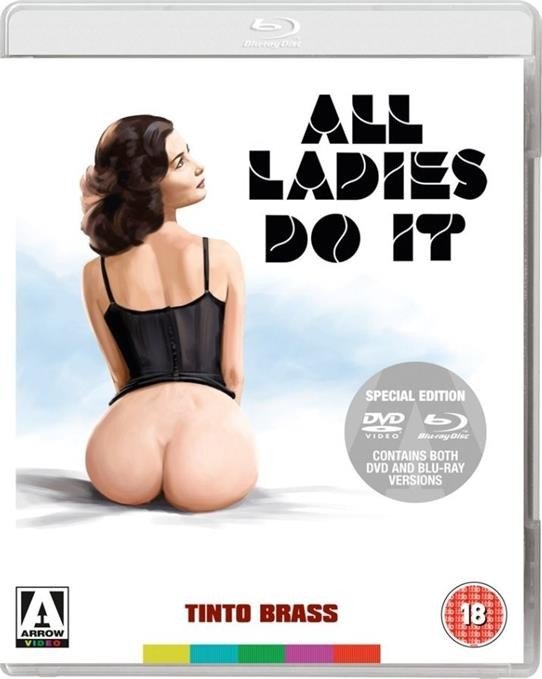 Blu-ray Disc
ALL
LADIES
DO IT
SPECIAL EDITION
DVD
VIDEO
Blu-ray Disc
CONTAINS BOTH
DVD AND BLU-RAY
VERSIONS
A
ARROW
VIDEO
TINTO BRASS
18